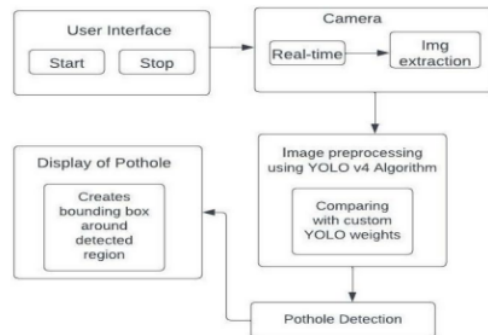 User Interface
Start
Stop
Camera
Real-time
Img
extraction
Image preprocessing
using YOLO v4 Algorithm
Comparing
with custom
YOLO weights
Pothole Detection
Display of Pothole
Creates
bounding box
around
detected
region